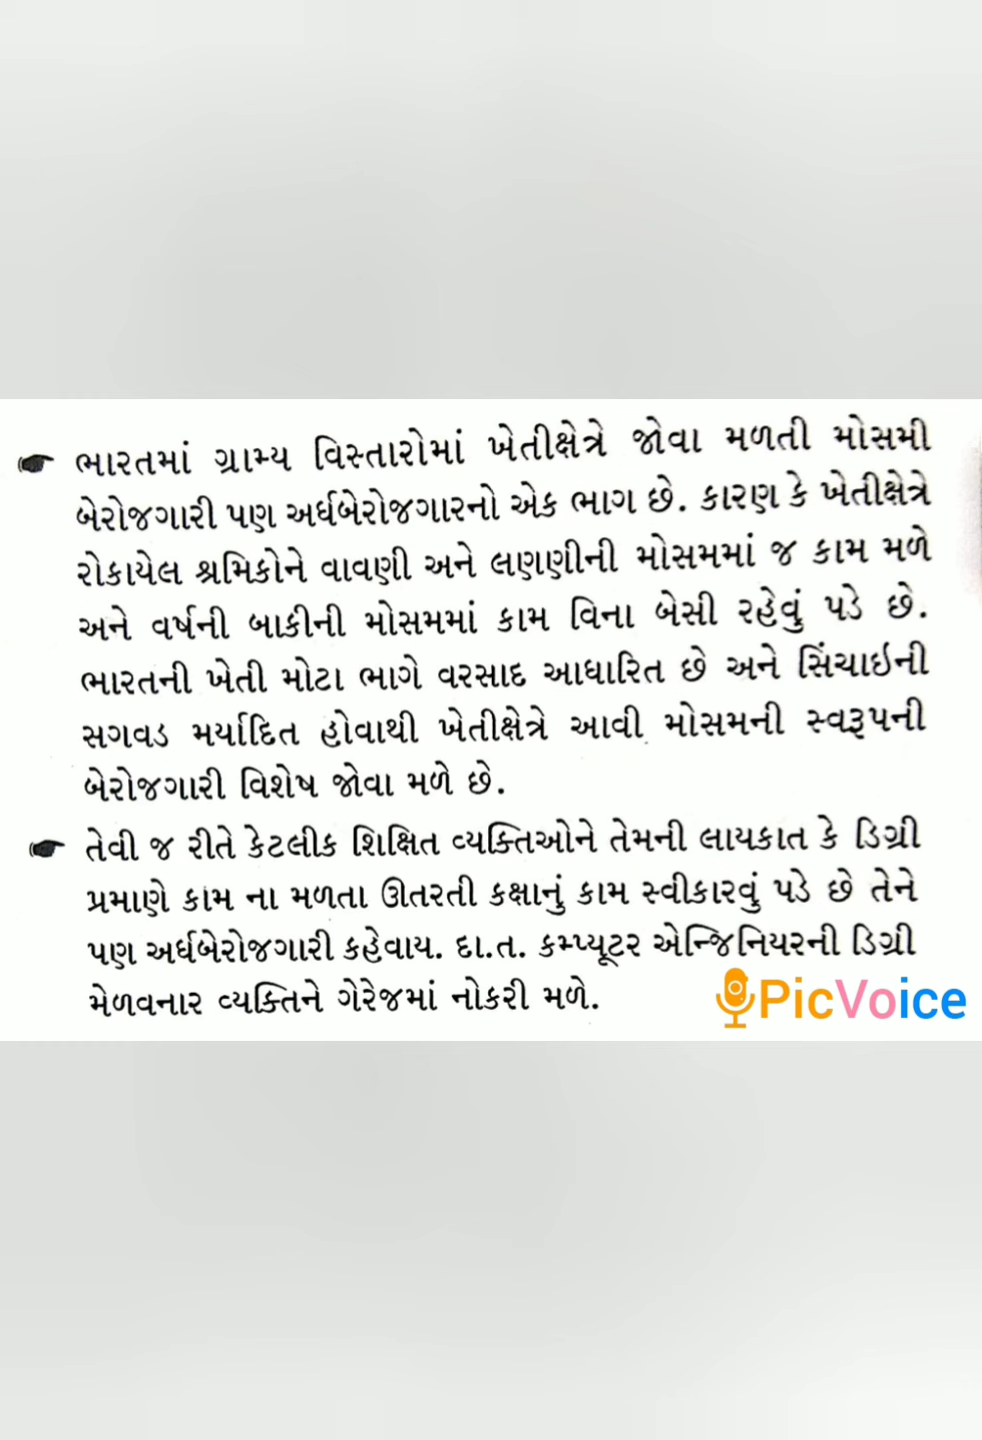 ☛ ભારતમાં ગ્રામ્ય વિસ્તારોમાં ખેતીક્ષેત્રે જોવા મળતી મોસમી
બેરોજગારી પણ અર્ધબેરોજગારનો એક ભાગ છે. કારણ કે ખેતીક્ષેત્રે
રોકાયેલ શ્રમિકોને વાવણી અને લણણીની મોસમમાં જ કામ મળે
અને વર્ષની બાકીની મોસમમાં કામ વિના બેસી રહેવું પડે છે.
ભારતની ખેતી મોટા ભાગે વરસાદ આધારિત છે અને સિંચાઇની
સગવડ મર્યાદિત હોવાથી ખેતીક્ષેત્રે આવી મોસમની સ્વરૂપની
બેરોજગારી વિશેષ જોવા મળે છે.
☛ તેવી જ રીતે કેટલીક શિક્ષિત વ્યક્તિઓને તેમની લાયકાત કે ડિગ્રી
પ્રમાણે કામ ના મળતા ઊતરતી કક્ષાનું કામ સ્વીકારવું પડે છે તેને
પણ અર્ધબેરોજગારી કહેવાય. દા.ત. કમ્પ્યૂટર એન્જિનિયરની ડિગ્રી
મેળવનાર વ્યક્તિને ગેરેજમાં નોકરી મળે.
PicVoice